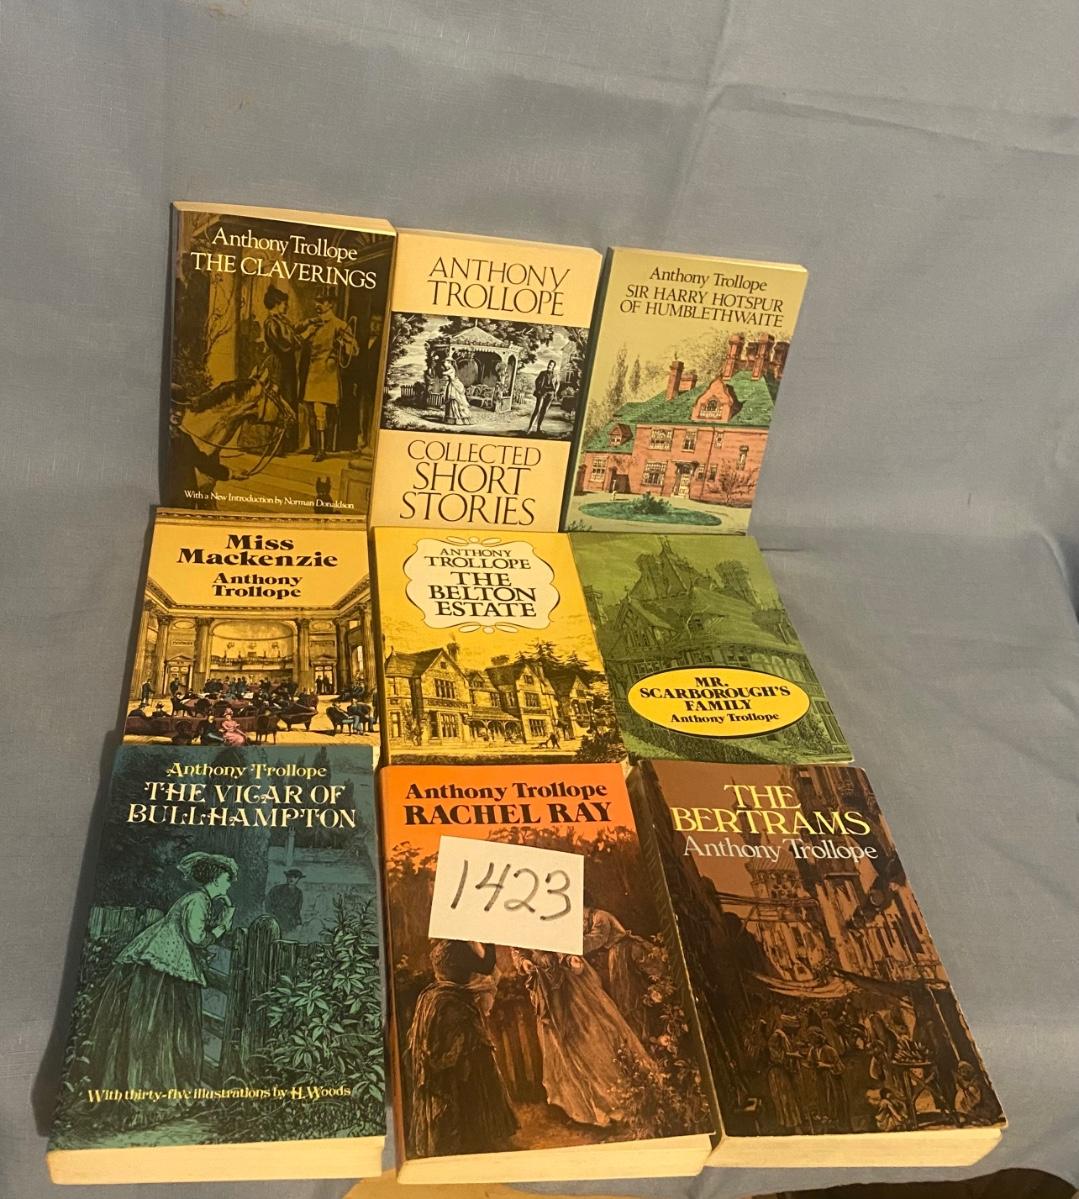 Anthony Trollope
THE CLAVERINGS
With a New Introduction by Norman Donaldson
ANTHONY
TROLLOPE
COLLECTED
SHORT
STORIES
Anthony Trollope
SIR HARRY HOTSPUR
OF HUMBLETHWAITE
Miss
Mackenzie
Anthony
Trollope
ANTHONY
TROLLOPE
THE
BELTON
ESTATE
MR.
SCARBOROUGH'S
FAMILY
Anthony Trollope
Anthony Trollope
THE VICAR OF
BULLHAMPTON
With thirty-five illustrations by H. Woods
Anthony Trollope
RACHEL RAY
1423
THE
BERTRAMS
Anthony Trollope